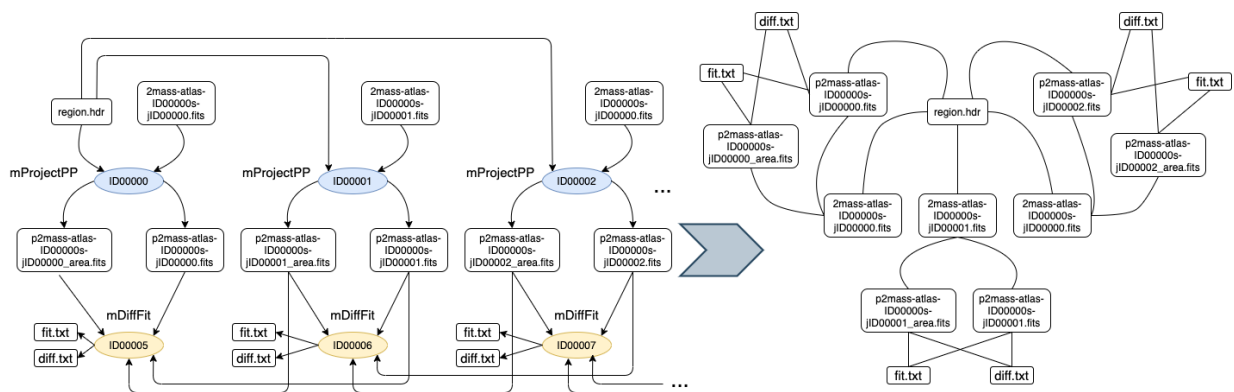 region.hdr
2mass-atlas-
ID00000s-
jID00000.fits
2mass-atlas-
ID00000s-
jID00001.fits
2mass-atlas-
ID00000s-
jID00000.fits
mProjectPP
ID00000
mProjectPP
ID00001
mProjectPP
ID00002
...
p2mass-atlas-
ID00000s-
jID00000_area.fits
p2mass-atlas-
ID00000s-
jID00000.fits
p2mass-atlas-
ID00000s-
jID00001_area.fits
p2mass-atlas-
ID00000s-
jID00001.fits
p2mass-atlas-
ID00000s-
jID00002_area.fits
p2mass-atlas-
ID00000s-
jID00002.fits
mDiffFit
fit.txt
diff.txt
ID00005
mDiffFit
fit.txt
diff.txt
ID00006
mDiffFit
fit.txt
diff.txt
ID00007
...
diff.txt
diff.txt
fit.txt
p2mass-atlas-
ID00000s-
jID00000.fits
region.hdr
p2mass-atlas-
ID00000s-
jID00002.fits
fit.txt
p2mass-atlas-
ID00000s-
jID00000_area.fits
p2mass-atlas-
ID00000s-
jID00002_area.fits
2mass-atlas-
ID00000s-
jID00000.fits
2mass-atlas-
ID00000s-
jID00001.fits
2mass-atlas-
ID00000s-
jID00000.fits
p2mass-atlas-
ID00000s-
jID00001_area.fits
p2mass-atlas-
ID00000s-
jID00001.fits
fit.txt
diff.txt